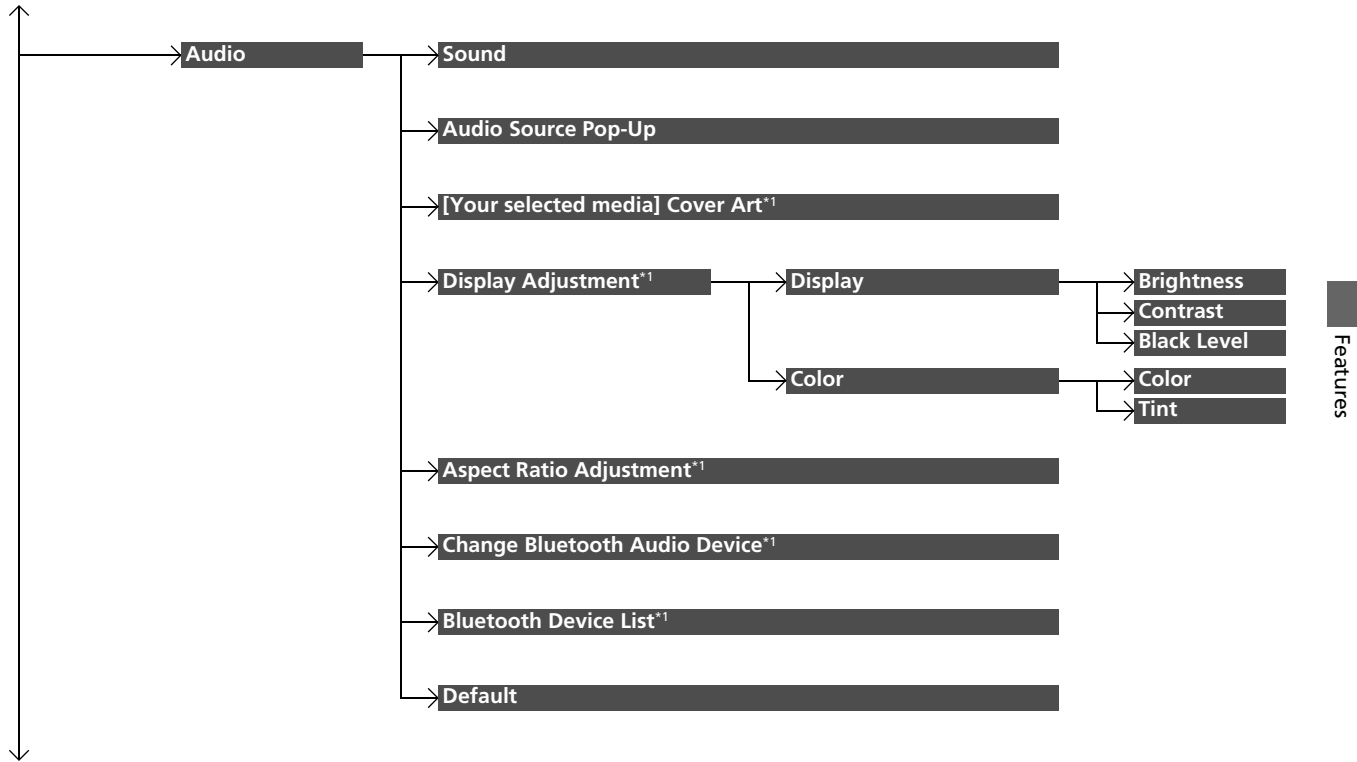 Audio
Sound
Audio Source Pop-Up
[Your selected media] Cover Art*1
Display Adjustment*1
Display
Brightness
Contrast
Black Level
Color
Color
Tint
Aspect Ratio Adjustment*1
Change Bluetooth Audio Device*1
Bluetooth Device List*1
Default
Features